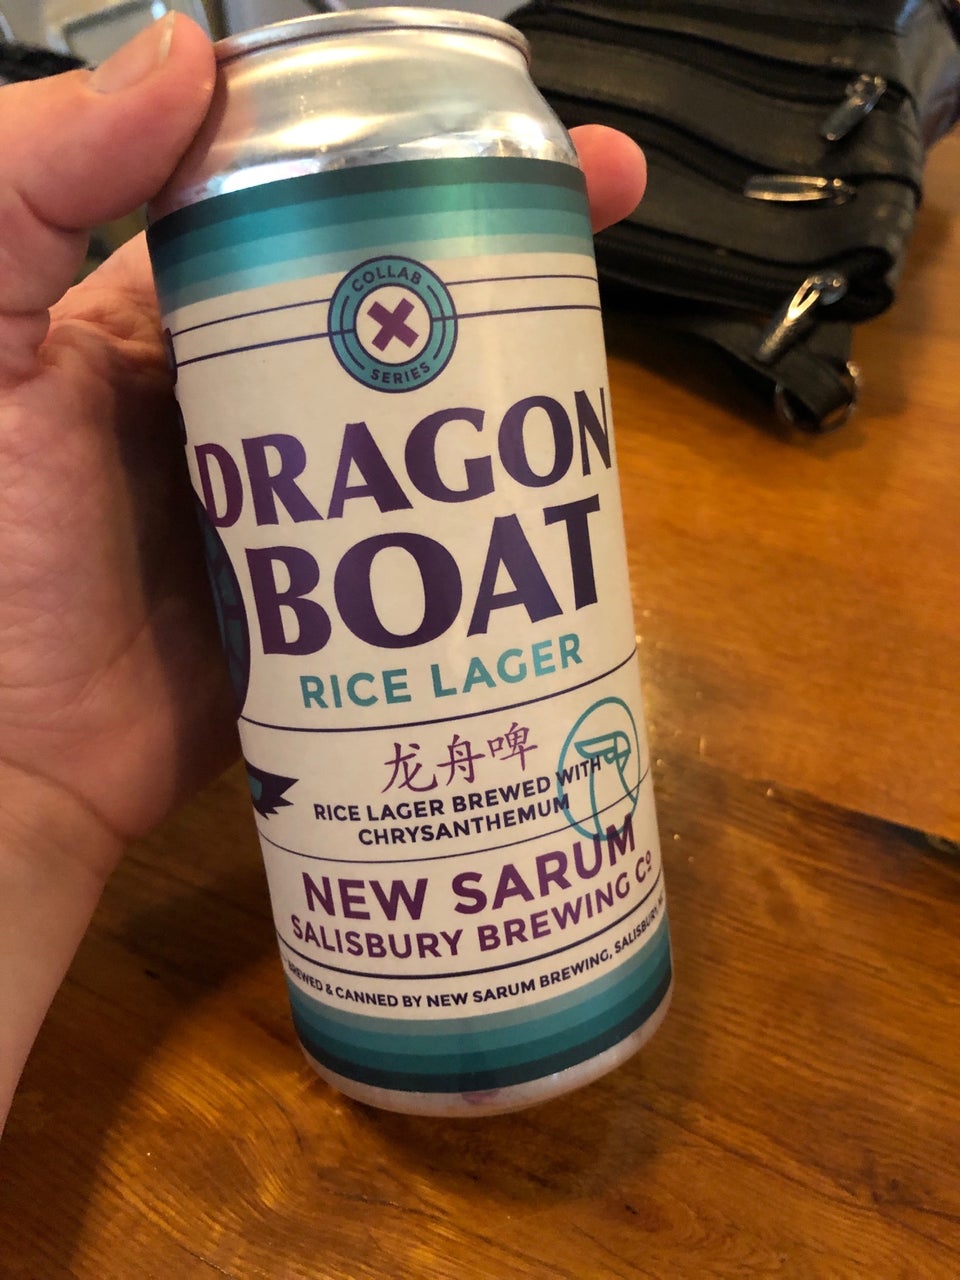 COLLAB
SERIES
DRAGON
BOAT
RICE LAGER
龙舟啤
RICE LAGER BREWED WITH
CHRYSANTHEMUM
NEW SARUM
SALISBURY BREWING Cº
BREWED & CANNED BY NEW SARUM BREWING, SALISBURY,